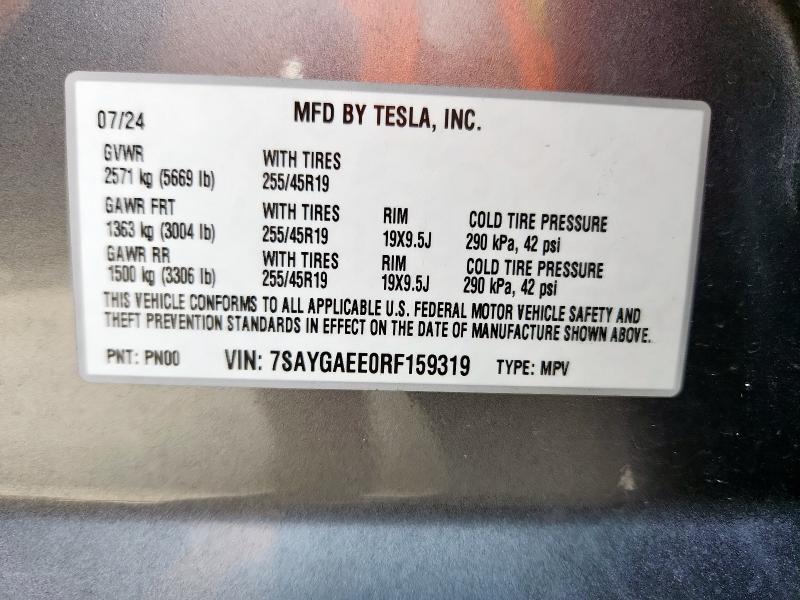 07/24 MFD BY TESLA, INC.
GVWR WITH TIRES
2571 kg (5669 lb) 255/45R19
GAWR FRT WITH TIRES RIM COLD TIRE PRESSURE
1363 kg (3004 lb) 255/45R19 19X9.5J 290 kPa, 42 psi
GAWR RR WITH TIRES RIM COLD TIRE PRESSURE
1500 kg (3306 lb) 255/45R19 19X9.5J 290 kPa, 42 psi
THIS VEHICLE CONFORMS TO ALL APPLICABLE U.S. FEDERAL MOTOR VEHICLE SAFETY AND
THEFT PREVENTION STANDARDS IN EFFECT ON THE DATE OF MANUFACTURE SHOWN ABOVE.
PNT: PN00 VIN: 7SAYGAEE0RF159319 TYPE: MPV